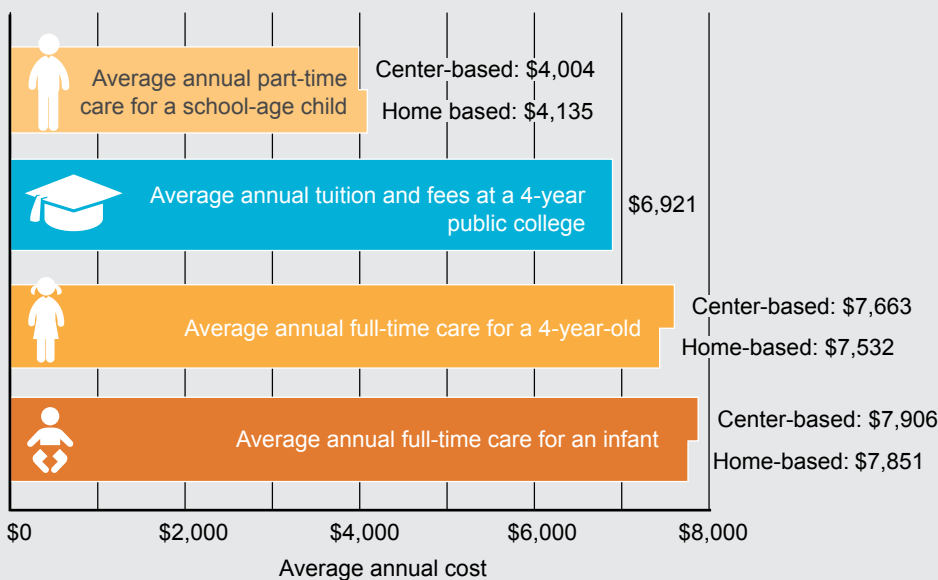 Average annual part-time
care for a school-age child
Center-based: $4,004
Home based: $4,135
Average annual tuition and fees at a 4-year
public college
$6,921
Average annual full-time care for a 4-year-old
Center-based: $7,663
Home-based: $7,532
Average annual full-time care for an infant
Center-based: $7,906
Home-based: $7,851
$0 $2,000 $4,000 $6,000 $8,000
Average annual cost